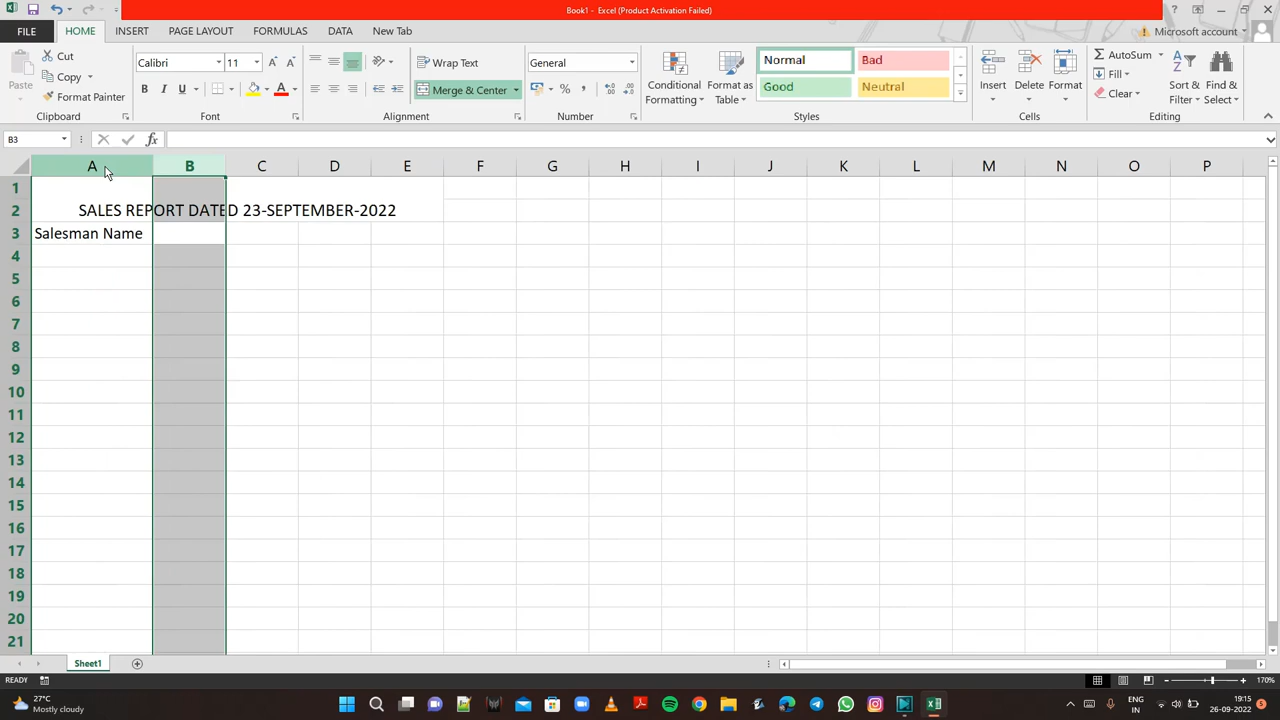 Book1 - Excel (Product Activation Failed)
FILE HOME INSERT PAGE LAYOUT FORMULAS DATA New Tab Microsoft account
Cut
Copy
Format Painter
Paste
Clipboard
Calibri 11
B I U
Font
Wrap Text
Merge & Center
Alignment
General
%
Number
Conditional Formatting
Format as Table
Normal Bad
Good Neutral
Styles
Insert Delete Format
Cells
AutoSum
Fill
Clear
Sort & Filter
Find & Select
Editing
B3 fx
A B C D E F G H I J K L M N O P
1
2 SALES REPORT DATED 23-SEPTEMBER-2022
3 Salesman Name
4
5
6
7
8
9
10
11
12
13
14
15
16
17
18
19
20
21
Sheet1
READY 170%
27°C
Mostly cloudy
ENG
IN
19:15
26-09-2022